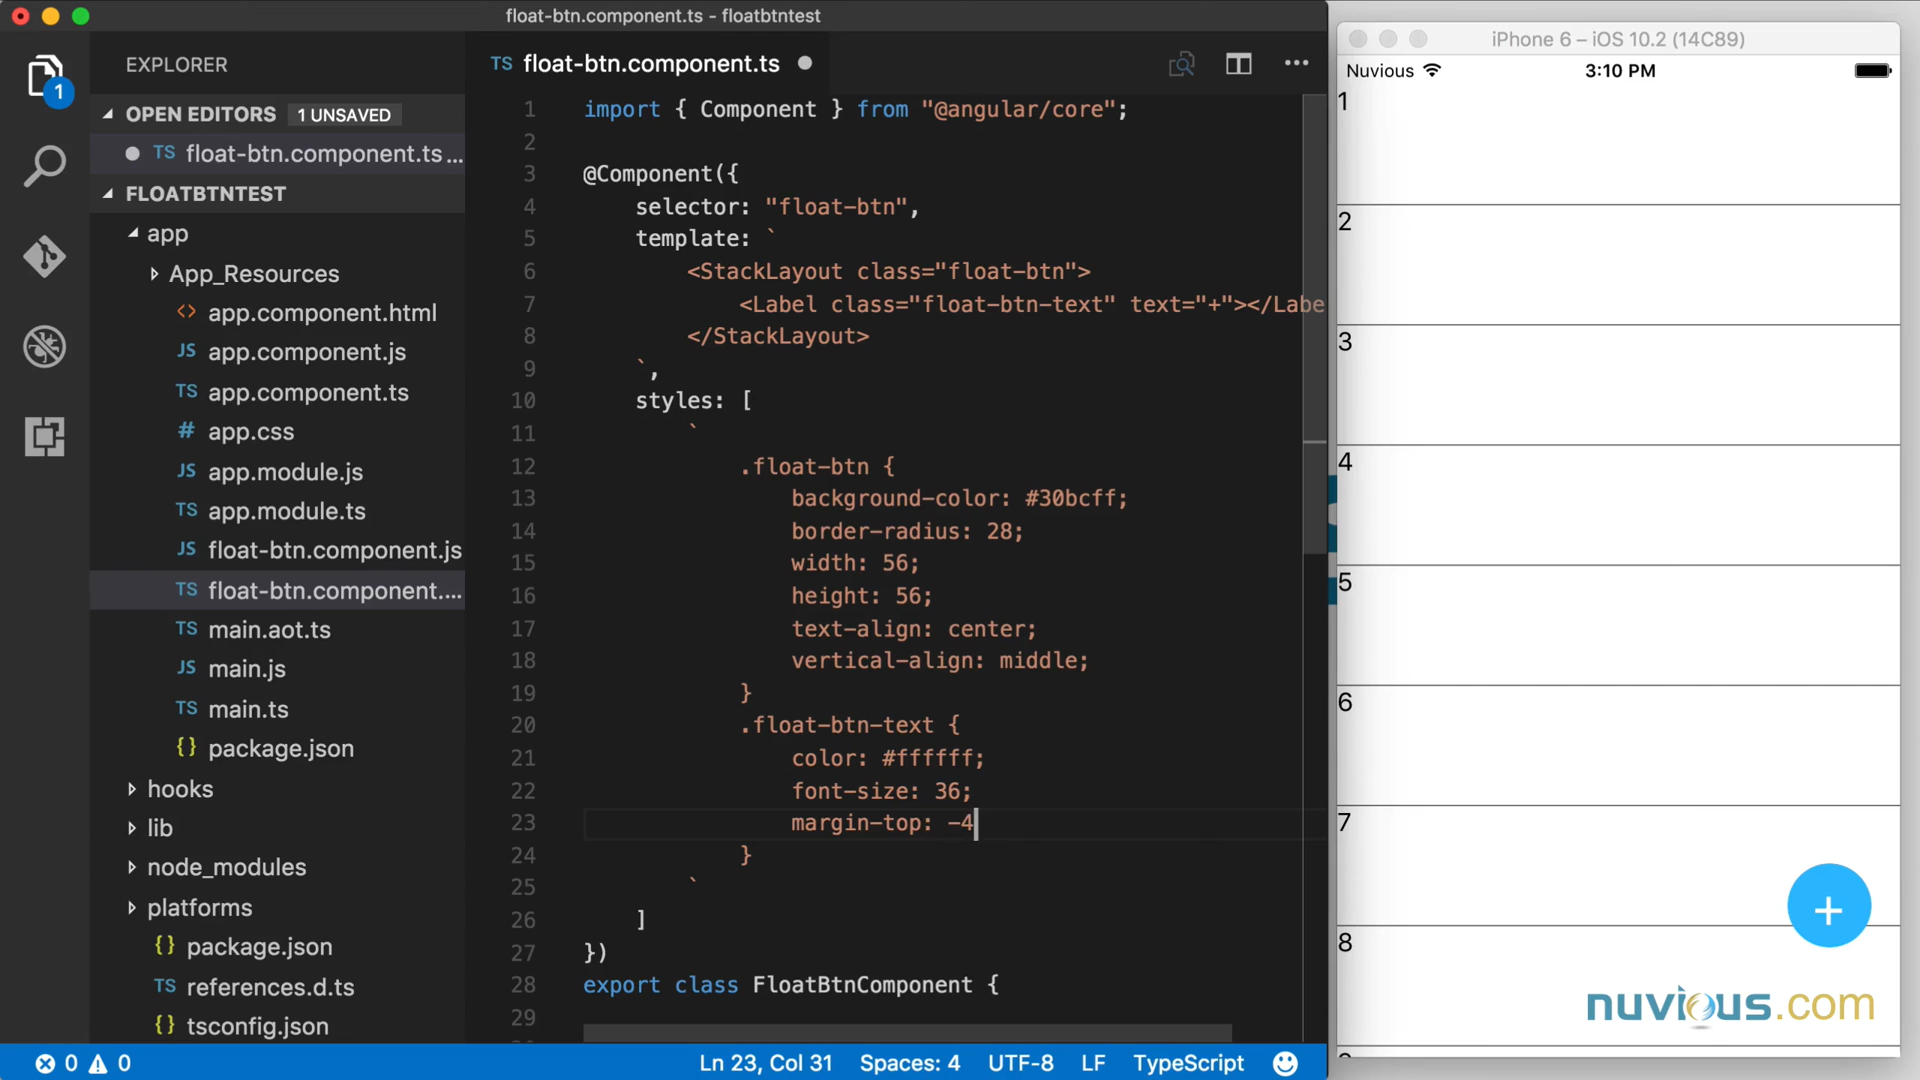 float-btn.component.ts - floatbtntest
EXPLORER
1
OPEN EDITORS 1 UNSAVED
TS float-btn.component.ts ...
FLOATBTNTEST
app
App_Resources
<> app.component.html
JS app.component.js
TS app.component.ts
# app.css
JS app.module.js
TS app.module.ts
JS float-btn.component.js
TS float-btn.component....
TS main.aot.ts
JS main.js
TS main.ts
{} package.json
hooks
lib
node_modules
platforms
{} package.json
TS references.d.ts
{} tsconfig.json
TS float-btn.component.ts
1 import { Component } from "@angular/core";
2
3 @Component({
4 selector: "float-btn",
5 template: `
6 <StackLayout class="float-btn">
7 <Label class="float-btn-text" text="+"></Labe
8 </StackLayout>
9 `,
10 styles: [
11 `
12 .float-btn {
13 background-color: #30bcff;
14 border-radius: 28;
15 width: 56;
16 height: 56;
17 text-align: center;
18 vertical-align: middle;
19 }
20 .float-btn-text {
21 color: #ffffff;
22 font-size: 36;
23 margin-top: -4
24 }
25 `
26 ]
27 })
28 export class FloatBtnComponent {
29
0 0
Ln 23, Col 31 Spaces: 4 UTF-8 LF TypeScript
iPhone 6 – iOS 10.2 (14C89)
Nuvious 3:10 PM
1
2
3
4
5
6
7
+
8
nuvious.com